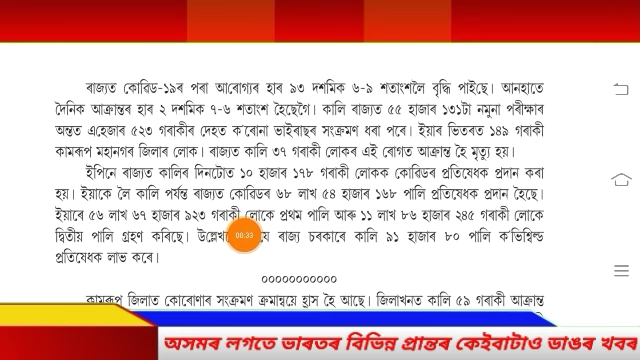 ৰাজ্যত কোৱিড-১৯ৰ পৰা আৰোগ্যৰ হাৰ ৯৩ দশমিক ৬-৯ শতাংশলৈ বৃদ্ধি পাইছে। আনহাতে
দৈনিক আক্ৰান্তৰ হাৰ ২ দশমিক ৭-৬ শতাংশ হৈছেগৈ। কালি ৰাজ্যত ৫৫ হাজাৰ ১৩১টা নমুনা পৰীক্ষাৰ
অন্তত এহেজাৰ ৫২৩ গৰাকীৰ দেহত ক'ৰোনা ভাইৰাছৰ সংক্ৰমণ ধৰা পৰে। ইয়াৰ ভিতৰত ১৪৯ গৰাকী
কামৰূপ মহানগৰ জিলাৰ লোক। ৰাজ্যত কালি ৩৭ গৰাকী লোকৰ এই ৰোগত আক্ৰান্ত হৈ মৃত্যু হয়।
ইপিনে ৰাজ্যত কালিৰ দিনটোত ১০ হাজাৰ ১৭৮ গৰাকী লোকক কোৱিডৰ প্ৰতিষেধক প্ৰদান কৰা
হয়। ইয়াকে লৈ কালি পৰ্যন্ত ৰাজ্যত কোৱিডৰ ৬৮ লাখ ৫৪ হাজাৰ ১৬৮ পালি প্ৰতিষেধক প্ৰদান হৈছে।
ইয়াৰে ৫৬ লাখ ৬৭ হাজাৰ ৯২৩ গৰাকী লোকে প্ৰথম পালি আৰু ১১ লাখ ৮৬ হাজাৰ ২৪৫ গৰাকী লোকে
দ্বিতীয় পালি গ্ৰহণ কৰিছে। যে ৰাজ্য চৰকাৰে কালি ৯১ হাজাৰ ৮০ পালি ক'ভিশ্বিল্ড
প্ৰতিষেধক লাভ কৰে।
০০০০০০০০০০০
00:33
কামৰূপ জিলাত কোৰোণাৰ সংক্ৰমণ ক্ৰমান্বয়ে হ্ৰাস হৈ আছে। জিলাখনত কালি ৫৯ গৰাকী আক্ৰান্ত
অসমৰ লগতে ভাৰতৰ বিভিন্ন প্ৰান্তৰ কেইবাটাও ডাঙৰ খবৰ